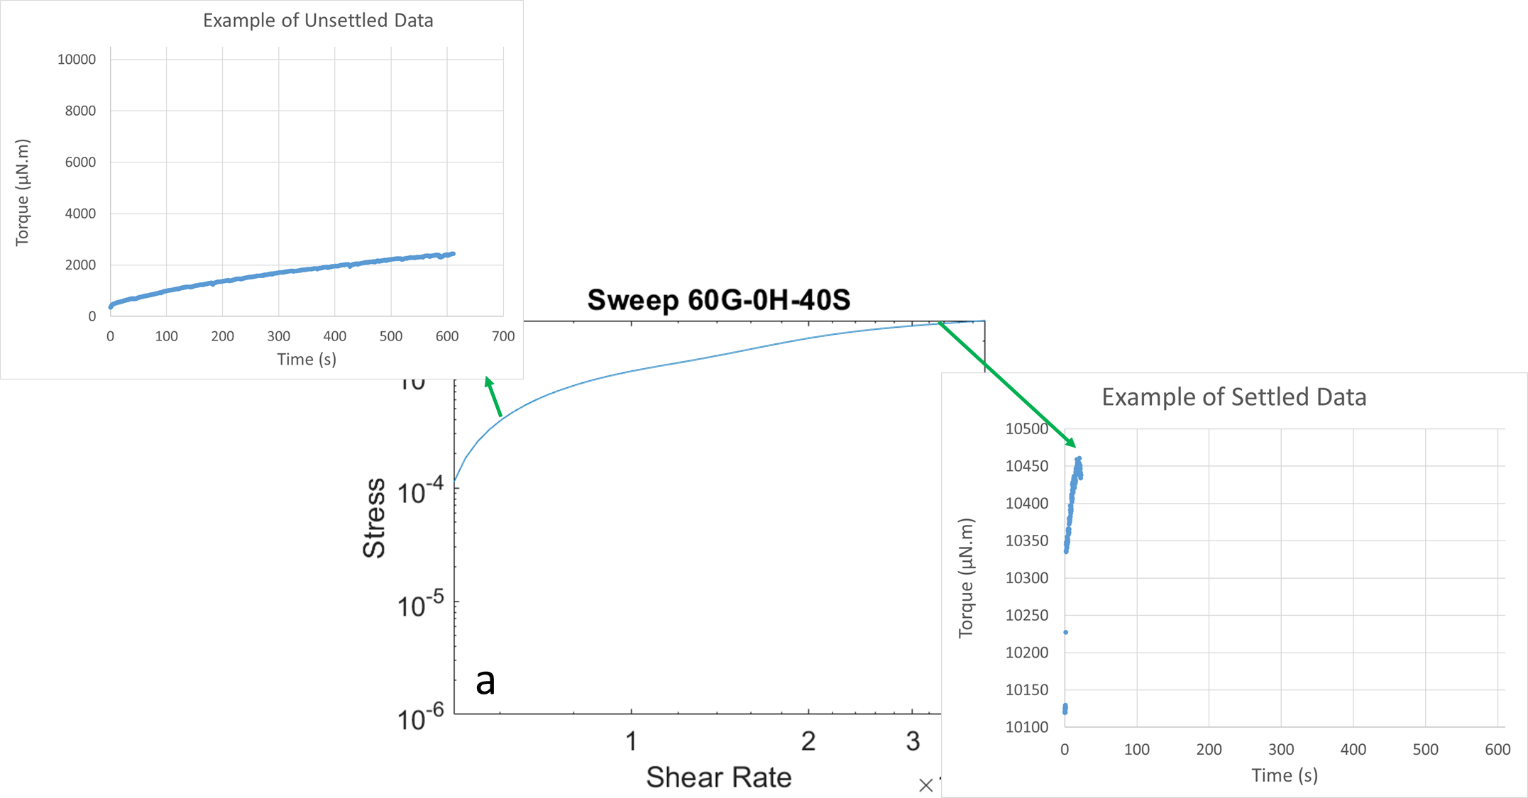 Example of Unsettled Data
10000
8000
6000
4000
2000
0
Torque (µN.m)
0 100 200 300 400 500 600 700
Time (s)
Sweep 60G-0H-40S
10-4
10-5
10-6
Stress
a
1 2 3
Shear Rate
×
Example of Settled Data
10500
10450
10400
10350
10300
10250
10200
10150
10100
Torque (µN.m)
0 100 200 300 400 500 600
Time (s)